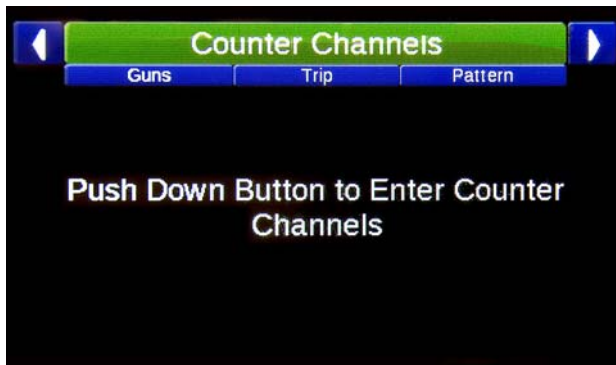 Counter Channels
Guns Trip Pattern
Push Down Button to Enter Counter
Channels